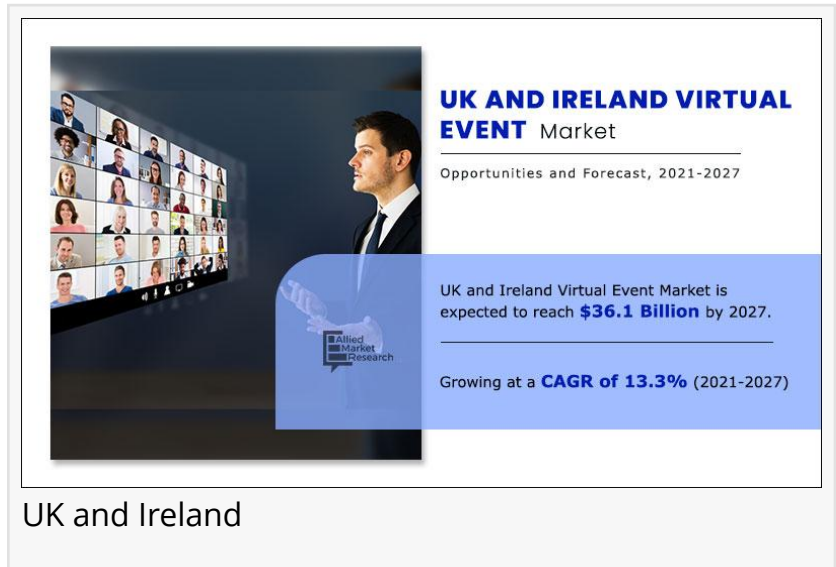 UK AND IRELAND VIRTUAL
EVENT Market
Opportunities and Forecast, 2021-2027
UK and Ireland Virtual Event Market is
expected to reach $36.1 Billion by 2027.
Allied
Market
Research
Growing at a CAGR of 13.3% (2021-2027)
UK and Ireland